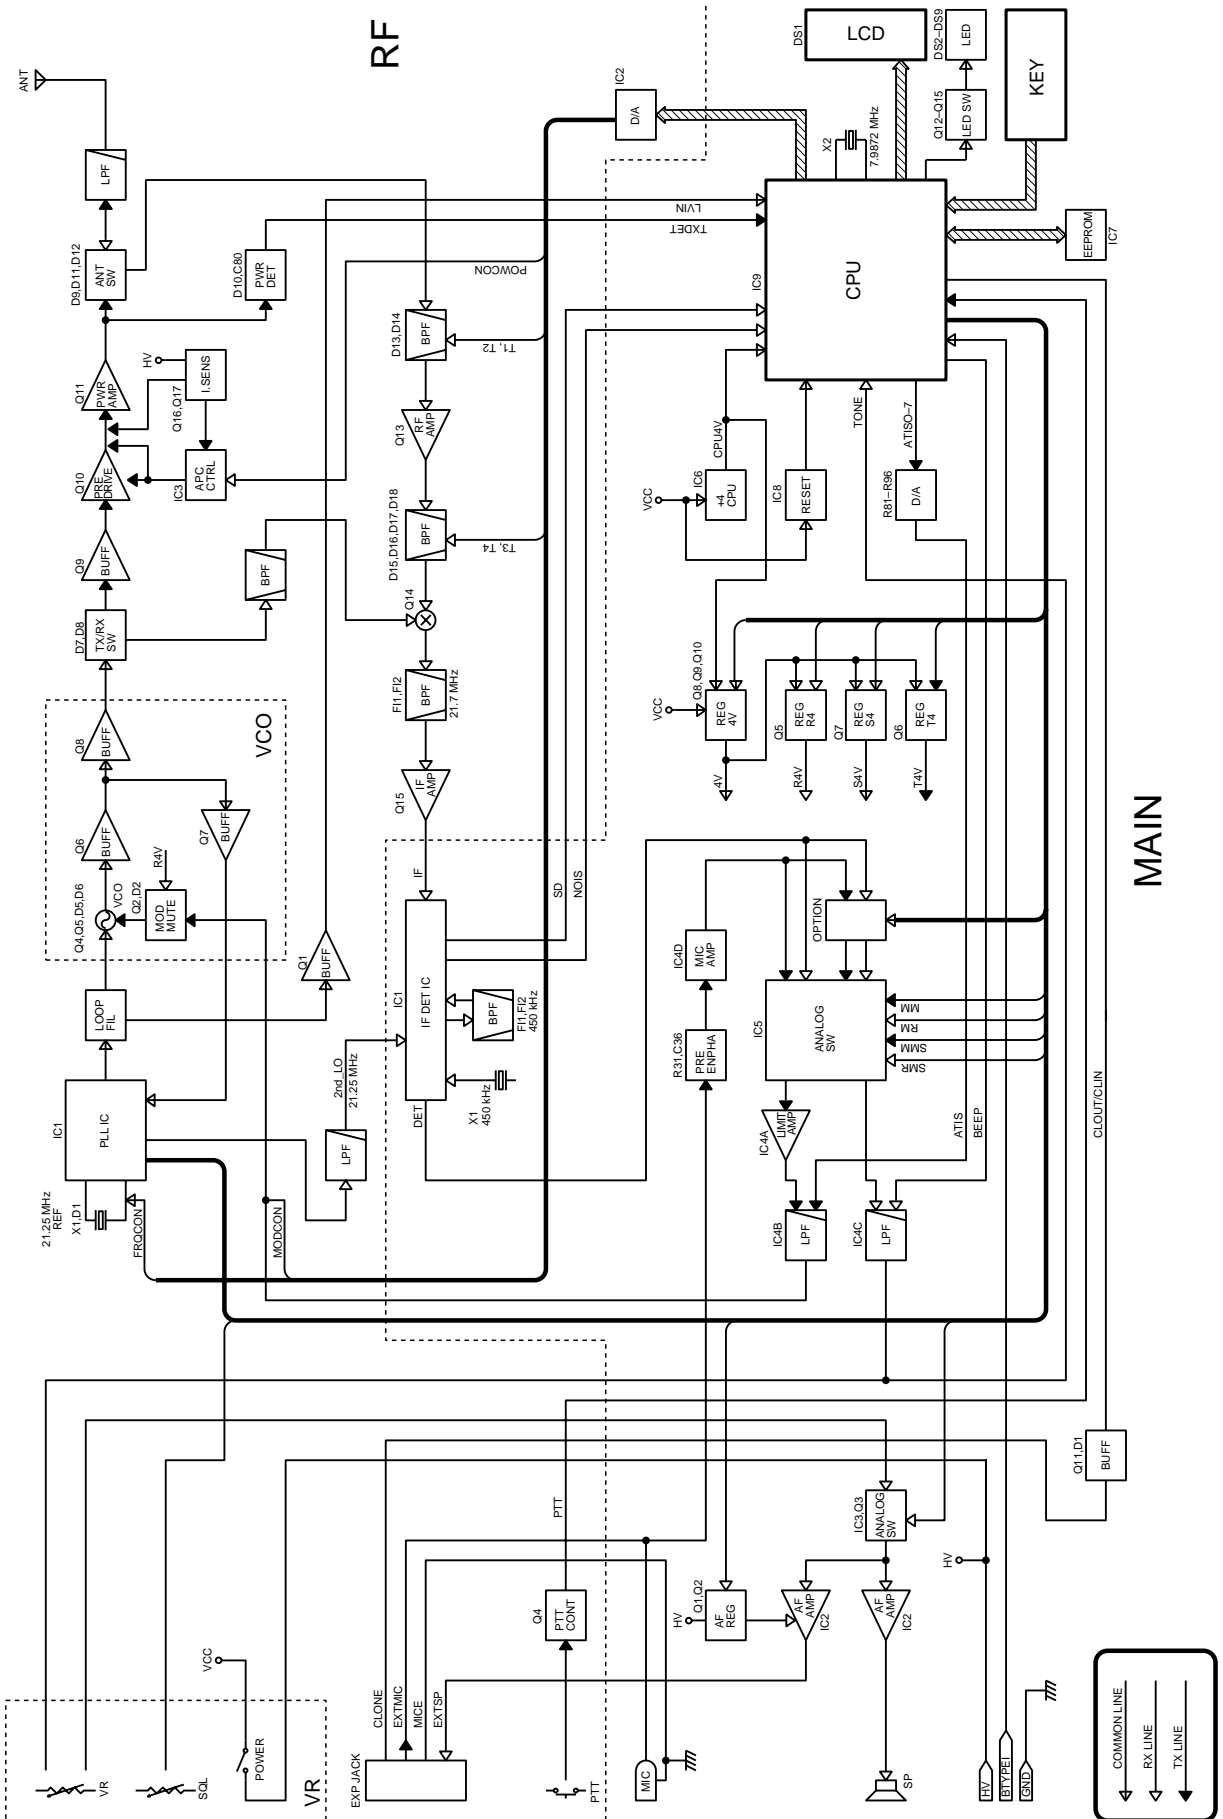 RF
ANT
LPF
D9,D11,D12
ANT
SW
D10,C80
PWR
DET
Q11
PWR
AMP
HV
Q16,Q17
I.SENS
Q10
PRE
DRIVE
IC3
APC
CTRL
Q9
BUFF
BPF
D7,D8
TX/RX
SW
Q8
BUFF
VCO
Q6
BUFF
Q7
BUFF
R4V
Q4,Q5,D5,D6
VCO
Q2,D2
MOD
MUTE
Q1
BUFF
LOOP
FIL
IC1
PLL IC
21.25 MHz
REF
X1,D1
FRQCON
MODCON
LPF
2nd_LO
21.25 MHz
POWCON
D13,D14
BPF
T1, T2
Q13
RF
AMP
D15,D16,D17,D18
BPF
T3, T4
Q14
FI1,FI2
BPF
21.7 MHz
Q15
IF
AMP
IF
IC1
IF DET IC
BPF
FI1,FI2
450 kHz
X1
450 kHz
DET
SD
NOIS
IC2
D/A
LVIN
TXDET
DS1
LCD
DS2–DS9
LED
Q12–Q15
LED SW
KEY
X2
7.9872 MHz
IC9
CPU
EEPROM
IC7
CPU4V
VCC
IC6
+4
CPU
IC8
RESET
TONE
ATISO–7
R81–R96
D/A
VCC
Q8,Q9,Q10
REG
4V
4V
Q5
REG
R4
R4V
Q7
REG
S4
S4V
Q6
REG
T4
T4V
MAIN
OPTION
IC4D
MIC
AMP
R31,C36
PRE
ENPHA
IC5
ANALOG
SW
MM
RM
SMM
SMR
IC4A
LIMIT
AMP
IC4B
LPF
IC4C
LPF
ATIS
BEEP
CLOUT/CLIN
Q11,D1
BUFF
IC3,Q3
ANALOG
SW
HV
PTT
Q4
PTT
CONT
HV
Q1,Q2
AF
REG
AF
AMP
IC2
AF
AMP
IC2
VCC
VR
SQL
POWER
VR
CLONE
EXTMIC
MICE
EXTSP
EXP JACK
PTT
MIC
SP
HV
BTYPEI
GND
COMMON LINE
RX LINE
TX LINE